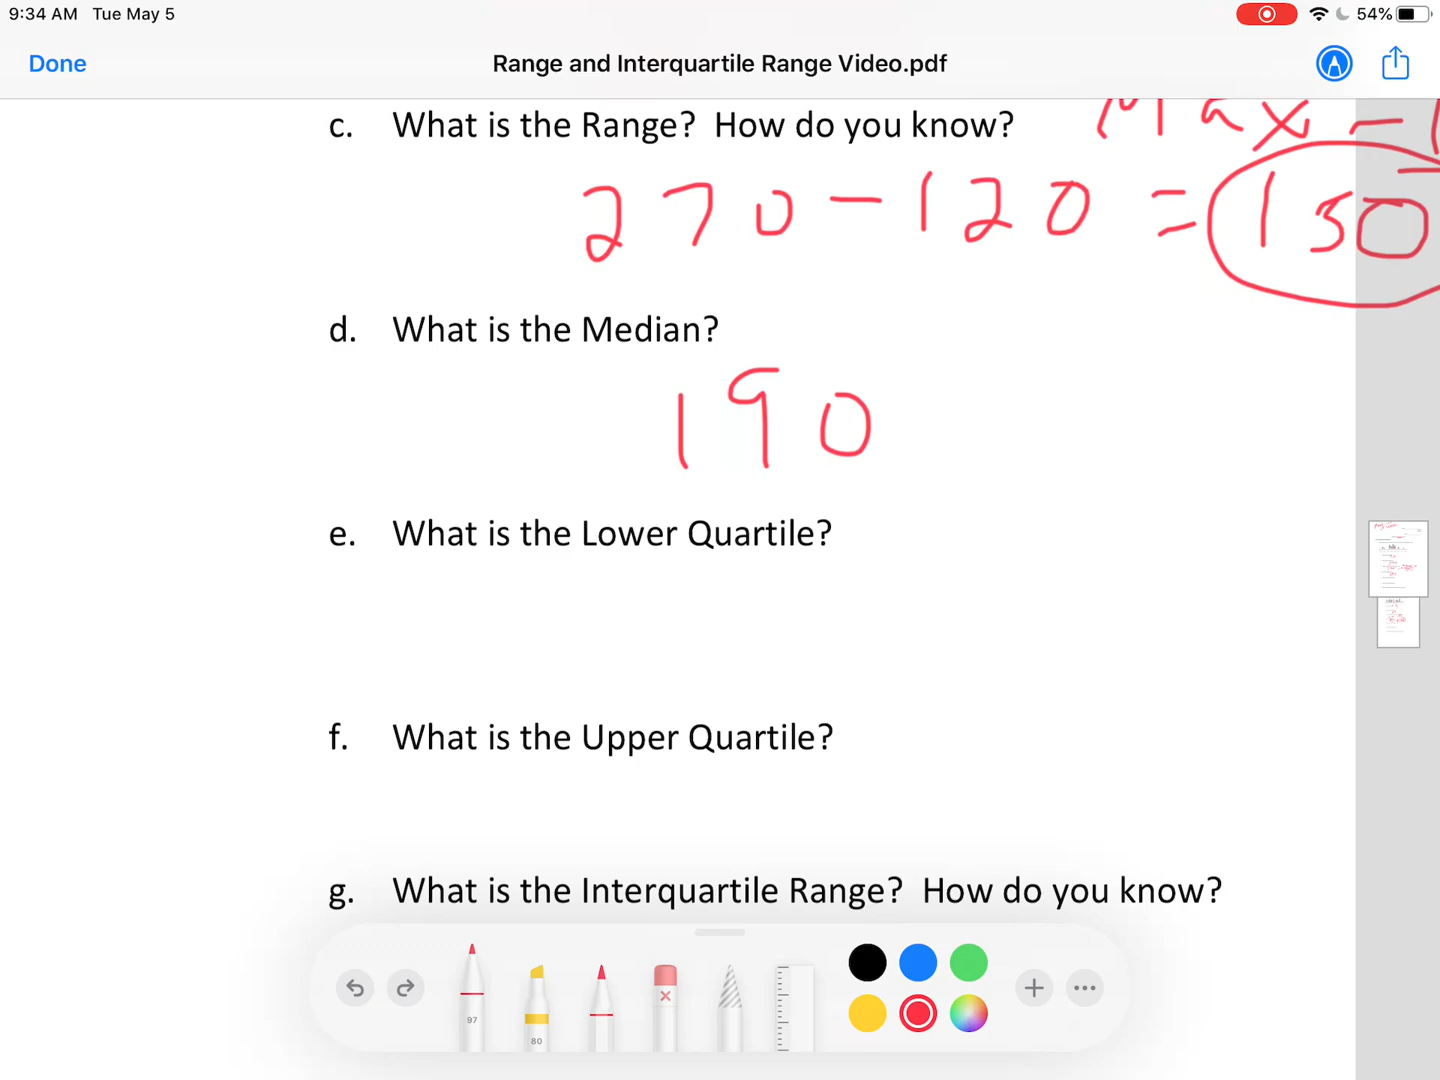 9:34 AM Tue May 5
54%
Done
Range and Interquartile Range Video.pdf
c. What is the Range? How do you know?
Max -
270 - 120 = 150
d. What is the Median?
190
e. What is the Lower Quartile?
f. What is the Upper Quartile?
g. What is the Interquartile Range? How do you know?
97
80